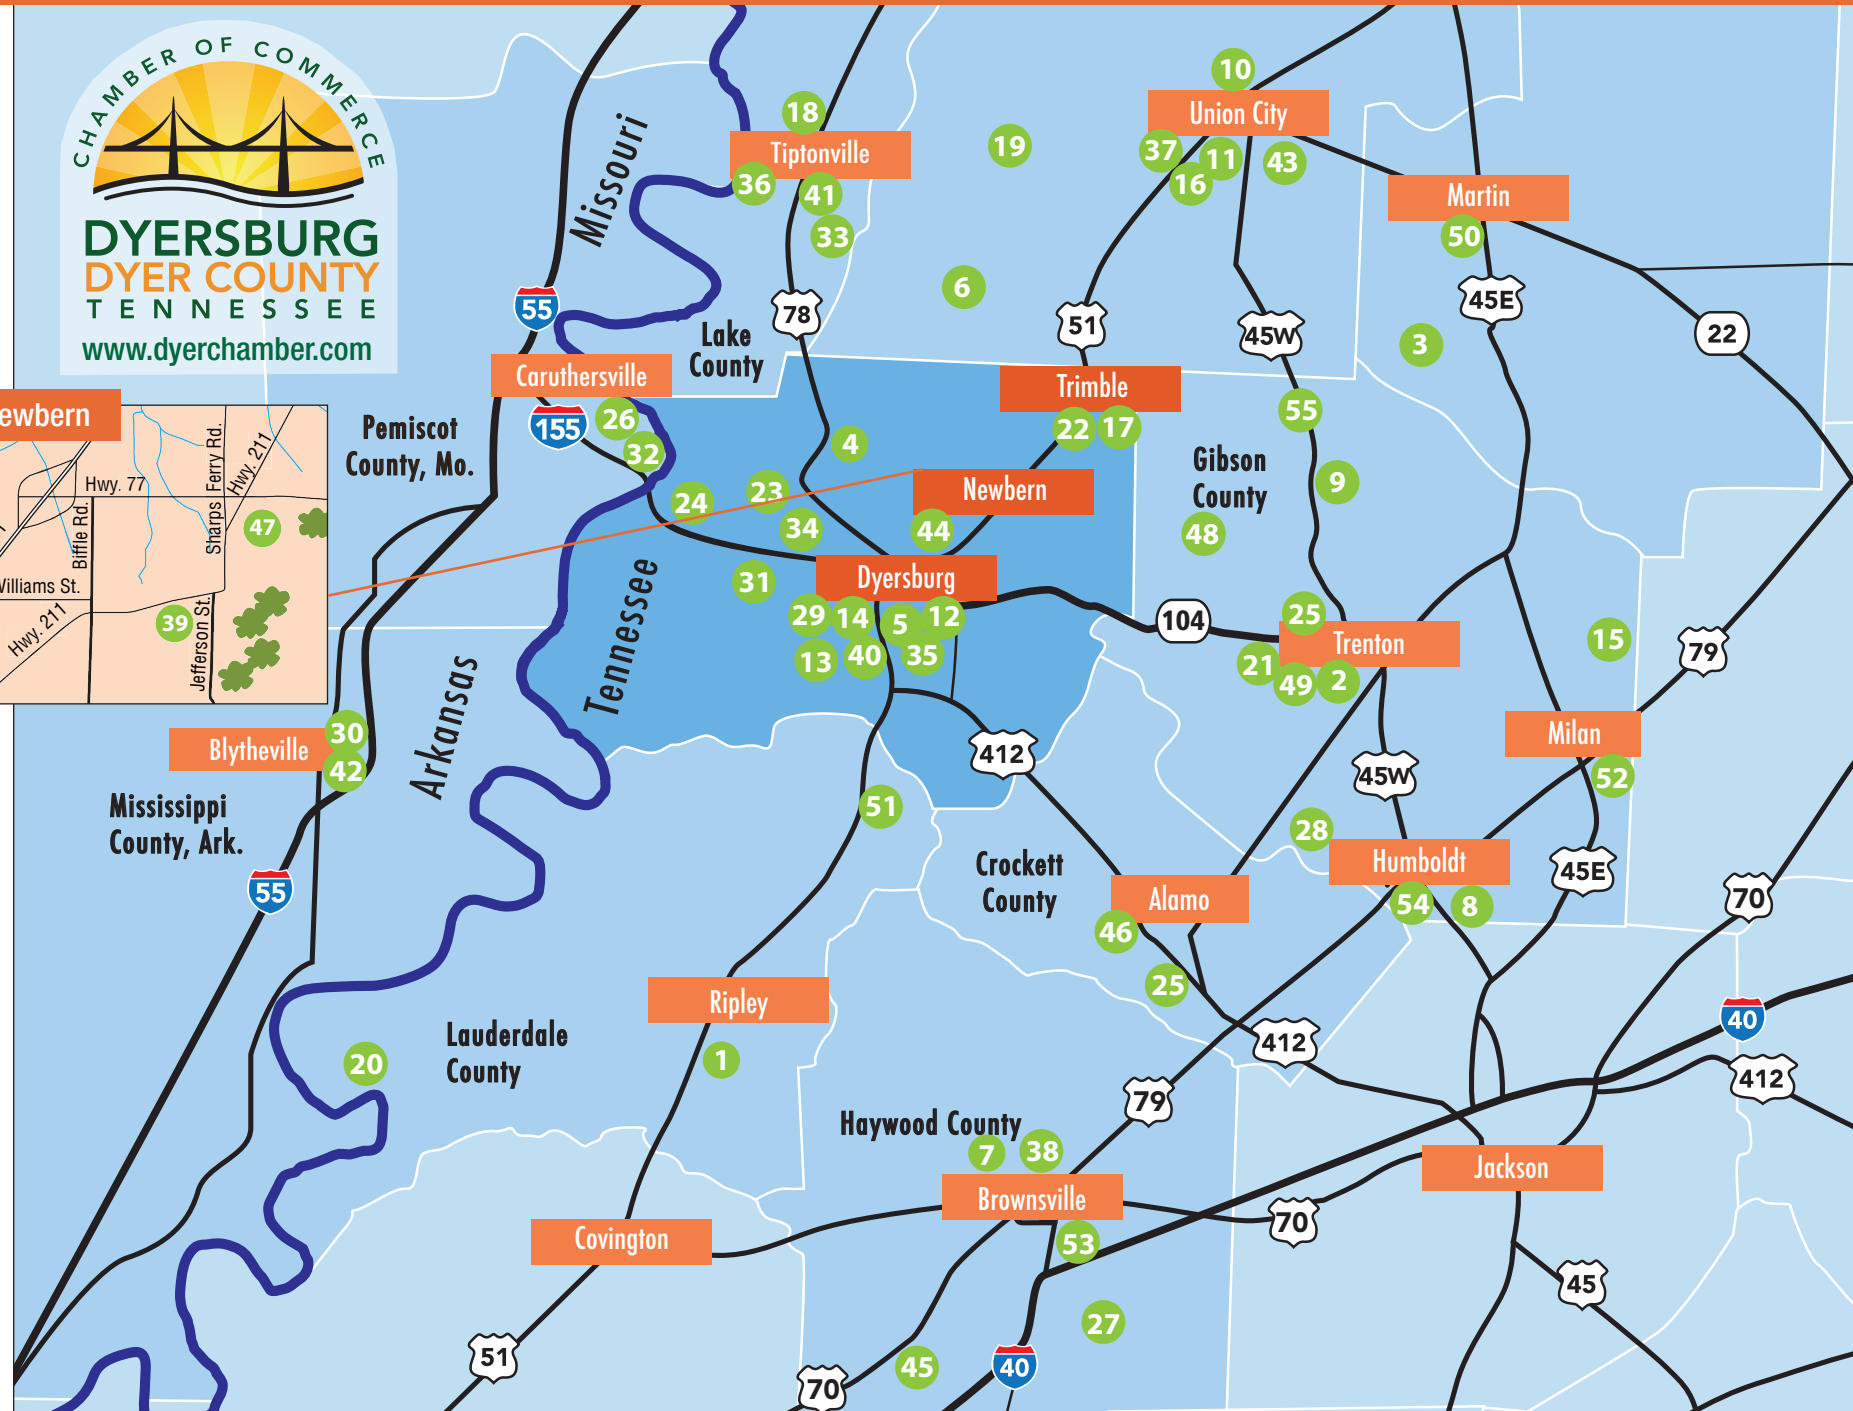 CHAMBER OF COMMERCE
DYERSBURG
DYER COUNTY
TENNESSEE
www.dyerchamber.com
10
Union City
18
Tiptonville
19
37
11
43
16
36
41
33
Martin
50
Missouri
6
55
78
51
45W
45E
22
3
Lake
County
Caruthersville
Trimble
22
17
55
155
26
32
4
Pemiscot
County, Mo.
Gibson
County
9
48
24
23
34
Newbern
44
ewbern
Hwy. 77
Biffle Rd.
Sharps Ferry Rd.
Hwy. 211
47
Williams St.
Hwy. 211
39
Jefferson St.
31
Dyersburg
29
14
5
12
13
40
35
Tennessee
104
25
Trenton
21
49
2
15
79
Arkansas
30
Blytheville
42
Milan
52
412
45W
Mississippi
County, Ark.
51
28
Humboldt
54
8
45E
55
Crockett
County
Alamo
46
25
70
Ripley
1
Lauderdale
County
20
40
412
412
79
Haywood County
7
38
Brownsville
53
Jackson
70
Covington
45
27
51
45
70
40